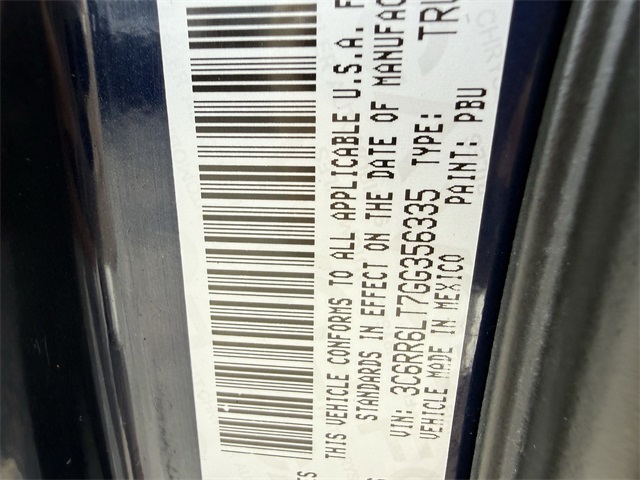 THIS VEHICLE CONFORMS TO ALL APPLICABLE U.S.A. F
STANDARDS IN EFFECT ON THE DATE OF MANUFAC
VIN: 3C6RR6LT7GG356335 TYPE: TRU
VEHICLE MADE IN MEXICO PAINT: PBU